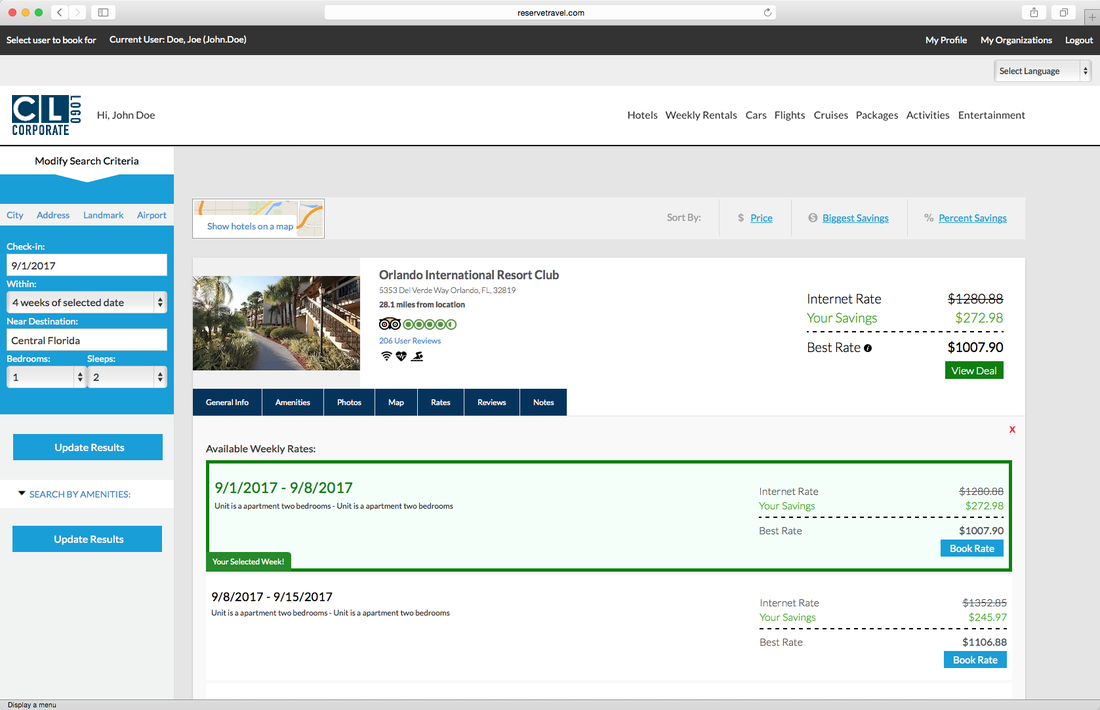 reservetravel.com
Select user to book for Current User: Doe, Joe (John.Doe) My Profile My Organizations Logout
Select Language
CL LOGO
CORPORATE
Hi, John Doe
Hotels Weekly Rentals Cars Flights Cruises Packages Activities Entertainment
Modify Search Criteria
City Address Landmark Airport
Check-in:
9/1/2017
Within:
4 weeks of selected date
Near Destination:
Central Florida
Bedrooms: Sleeps:
1 2
Update Results
SEARCH BY AMENITIES:
Update Results
Show hotels on a map
Sort By: $ Price $ Biggest Savings % Percent Savings
Orlando International Resort Club
5353 Del Verde Way Orlando, FL, 32819
28.1 miles from location
206 User Reviews
Internet Rate $1280.88
Your Savings $272.98
Best Rate i $1007.90
View Deal
General Info Amenities Photos Map Rates Reviews Notes
X
Available Weekly Rates:
9/1/2017 - 9/8/2017
Unit is a apartment two bedrooms - Unit is a apartment two bedrooms
Internet Rate $1280.88
Your Savings $272.98
Best Rate $1007.90
Book Rate
Your Selected Week!
9/8/2017 - 9/15/2017
Unit is a apartment two bedrooms - Unit is a apartment two bedrooms
Internet Rate $1352.85
Your Savings $245.97
Best Rate $1106.88
Book Rate
Display a menu